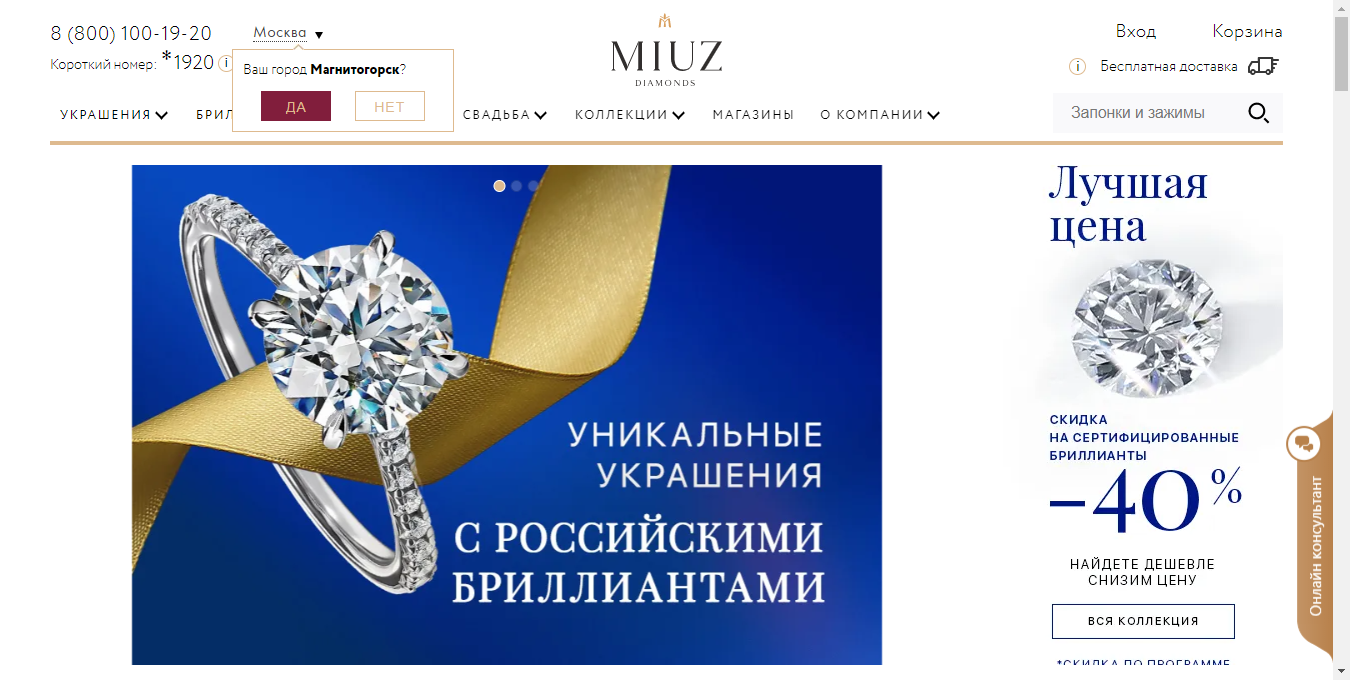 8 (800) 100-19-20
Москва
Короткий номер: *1920
Ваш город Магнитогорск?
ДА
НЕТ
MIUZ
DIAMONDS
Вход
Корзина
Бесплатная доставка
УКРАШЕНИЯ
СВАДЬБА
КОЛЛЕКЦИИ
МАГАЗИНЫ
О КОМПАНИИ
Запонки и зажимы
УНИКАЛЬНЫЕ
УКРАШЕНИЯ
С РОССИЙСКИМИ
БРИЛЛИАНТАМИ
Лучшая
цена
СКИДКА
НА СЕРТИФИЦИРОВАННЫЕ
БРИЛЛИАНТЫ
–40%
НАЙДЕТЕ ДЕШЕВЛЕ
СНИЗИМ ЦЕНУ
ВСЯ КОЛЛЕКЦИЯ
*СКИДКА ПО ПРОГРАММЕ
Онлайн консультант